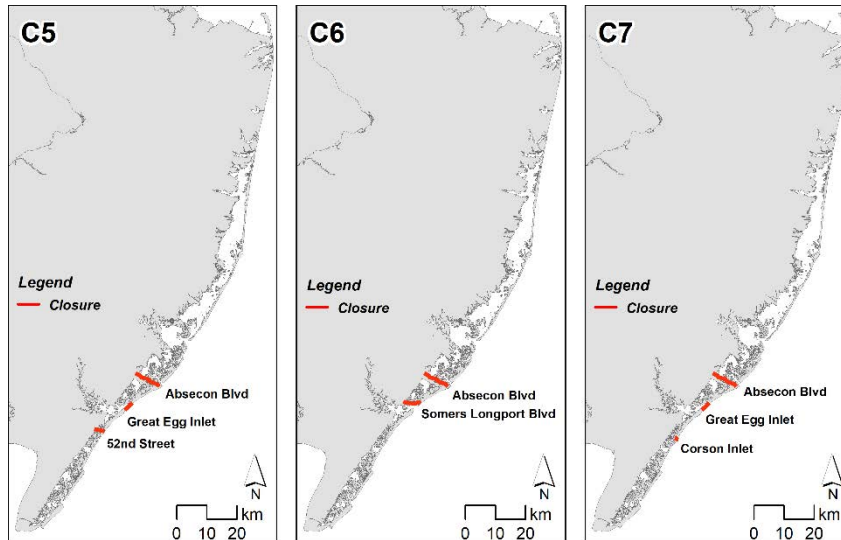 C5
Legend
Closure
Absecon Blvd
Great Egg Inlet
52nd Street
N
0 10 20 km
C6
Legend
Closure
Absecon Blvd
Somers Longport Blvd
N
0 10 20 km
C7
Legend
Closure
Absecon Blvd
Great Egg Inlet
Corson Inlet
N
0 10 20 km